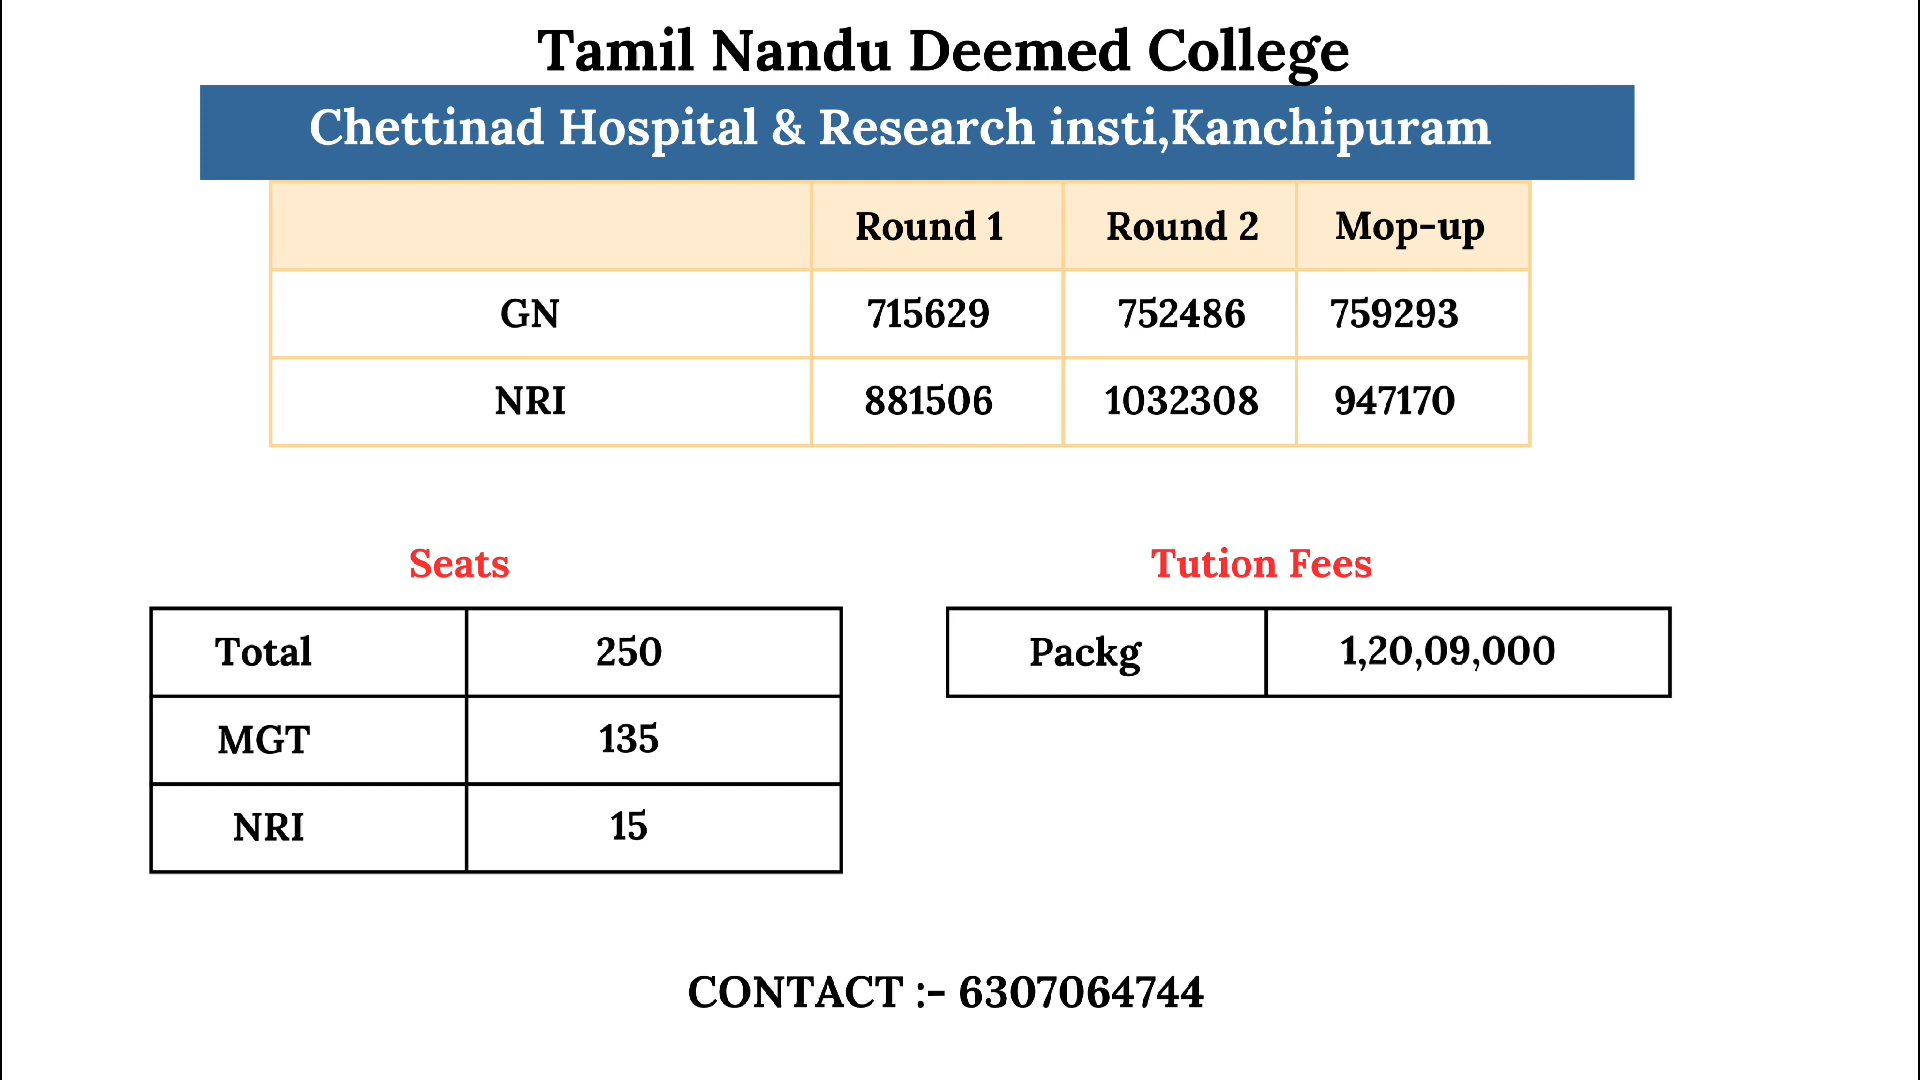 Tamil Nandu Deemed College
Chettinad Hospital & Research insti,Kanchipuram
Round 1 Round 2 Mop-up
GN 715629 752486 759293
NRI 881506 1032308 947170
Seats
Total 250
MGT 135
NRI 15
Tution Fees
Packg 1,20,09,000
CONTACT :- 6307064744